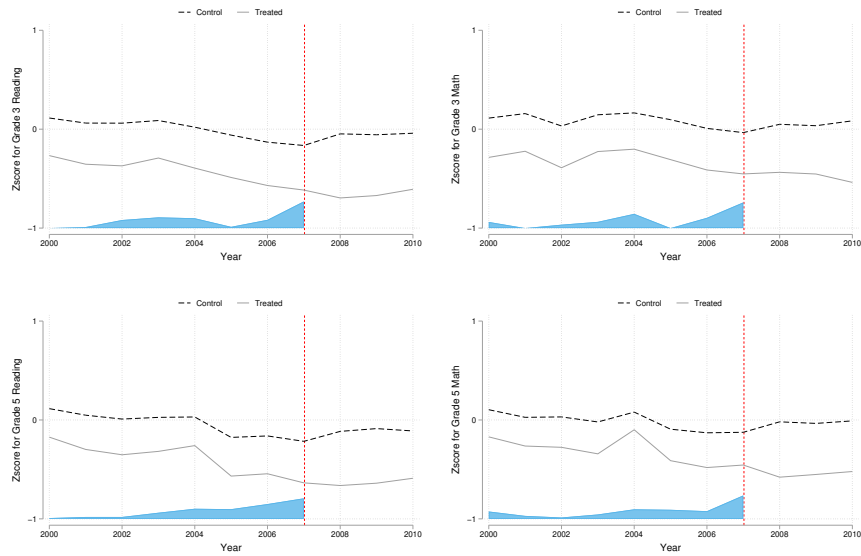 Control Treated
1
0
−1
Zscore for Grade 3 Reading
2000 2002 2004 2006 2008 2010
Year
Control Treated
1
0
−1
Zscore for Grade 3 Math
2000 2002 2004 2006 2008 2010
Year
Control Treated
1
0
−1
Zscore for Grade 5 Reading
2000 2002 2004 2006 2008 2010
Year
Control Treated
1
0
−1
Zscore for Grade 5 Math
2000 2002 2004 2006 2008 2010
Year